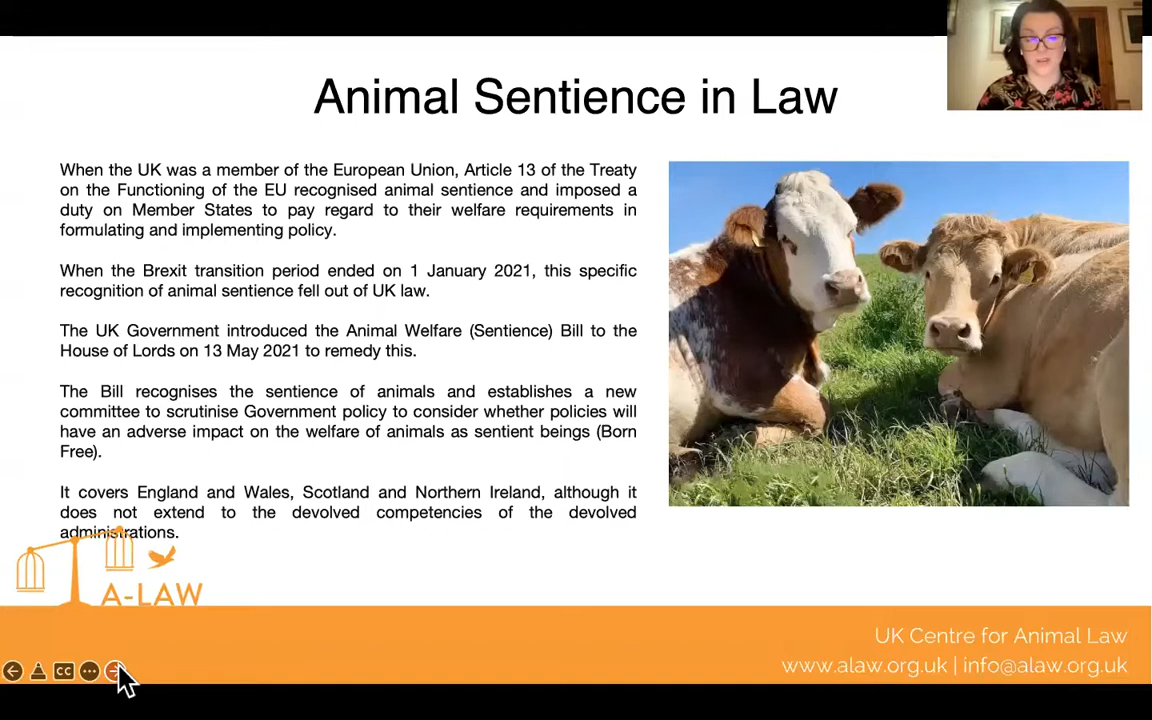 Animal Sentience in Law
When the UK was a member of the European Union, Article 13 of the Treaty
on the Functioning of the EU recognised animal sentience and imposed a
duty on Member States to pay regard to their welfare requirements in
formulating and implementing policy.
When the Brexit transition period ended on 1 January 2021, this specific
recognition of animal sentience fell out of UK law.
The UK Government introduced the Animal Welfare (Sentience) Bill to the
House of Lords on 13 May 2021 to remedy this.
The Bill recognises the sentience of animals and establishes a new
committee to scrutinise Government policy to consider whether policies will
have an adverse impact on the welfare of animals as sentient beings (Born
Free).
It covers England and Wales, Scotland and Northern Ireland, although it
does not extend to the devolved competencies of the devolved
administrations.
A-LAW
UK Centre for Animal Law
www.alaw.org.uk | info@alaw.org.uk
CC